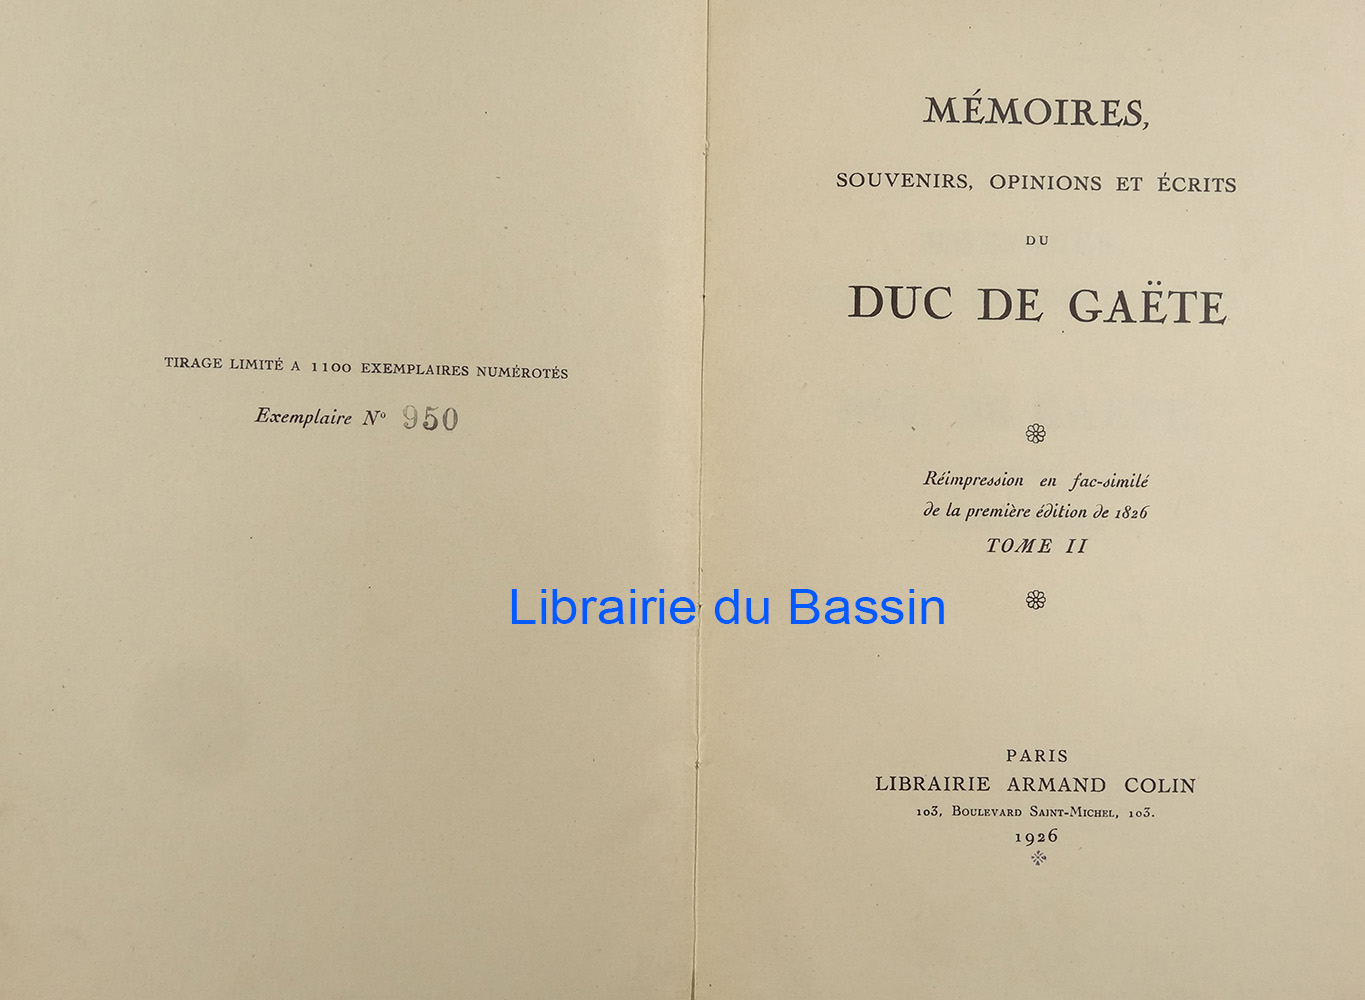 TIRAGE LIMITÉ A 1100 EXEMPLAIRES NUMÉROTÉS
Exemplaire Nº 950
MÉMOIRES,
SOUVENIRS, OPINIONS ET ÉCRITS
DU
DUC DE GAËTE
Réimpression en fac-similé
de la première édition de 1826
TOME II
Librairie du Bassin
PARIS
LIBRAIRIE ARMAND COLIN
103, BOULEVARD SAINT-MICHEL, 103.
1926